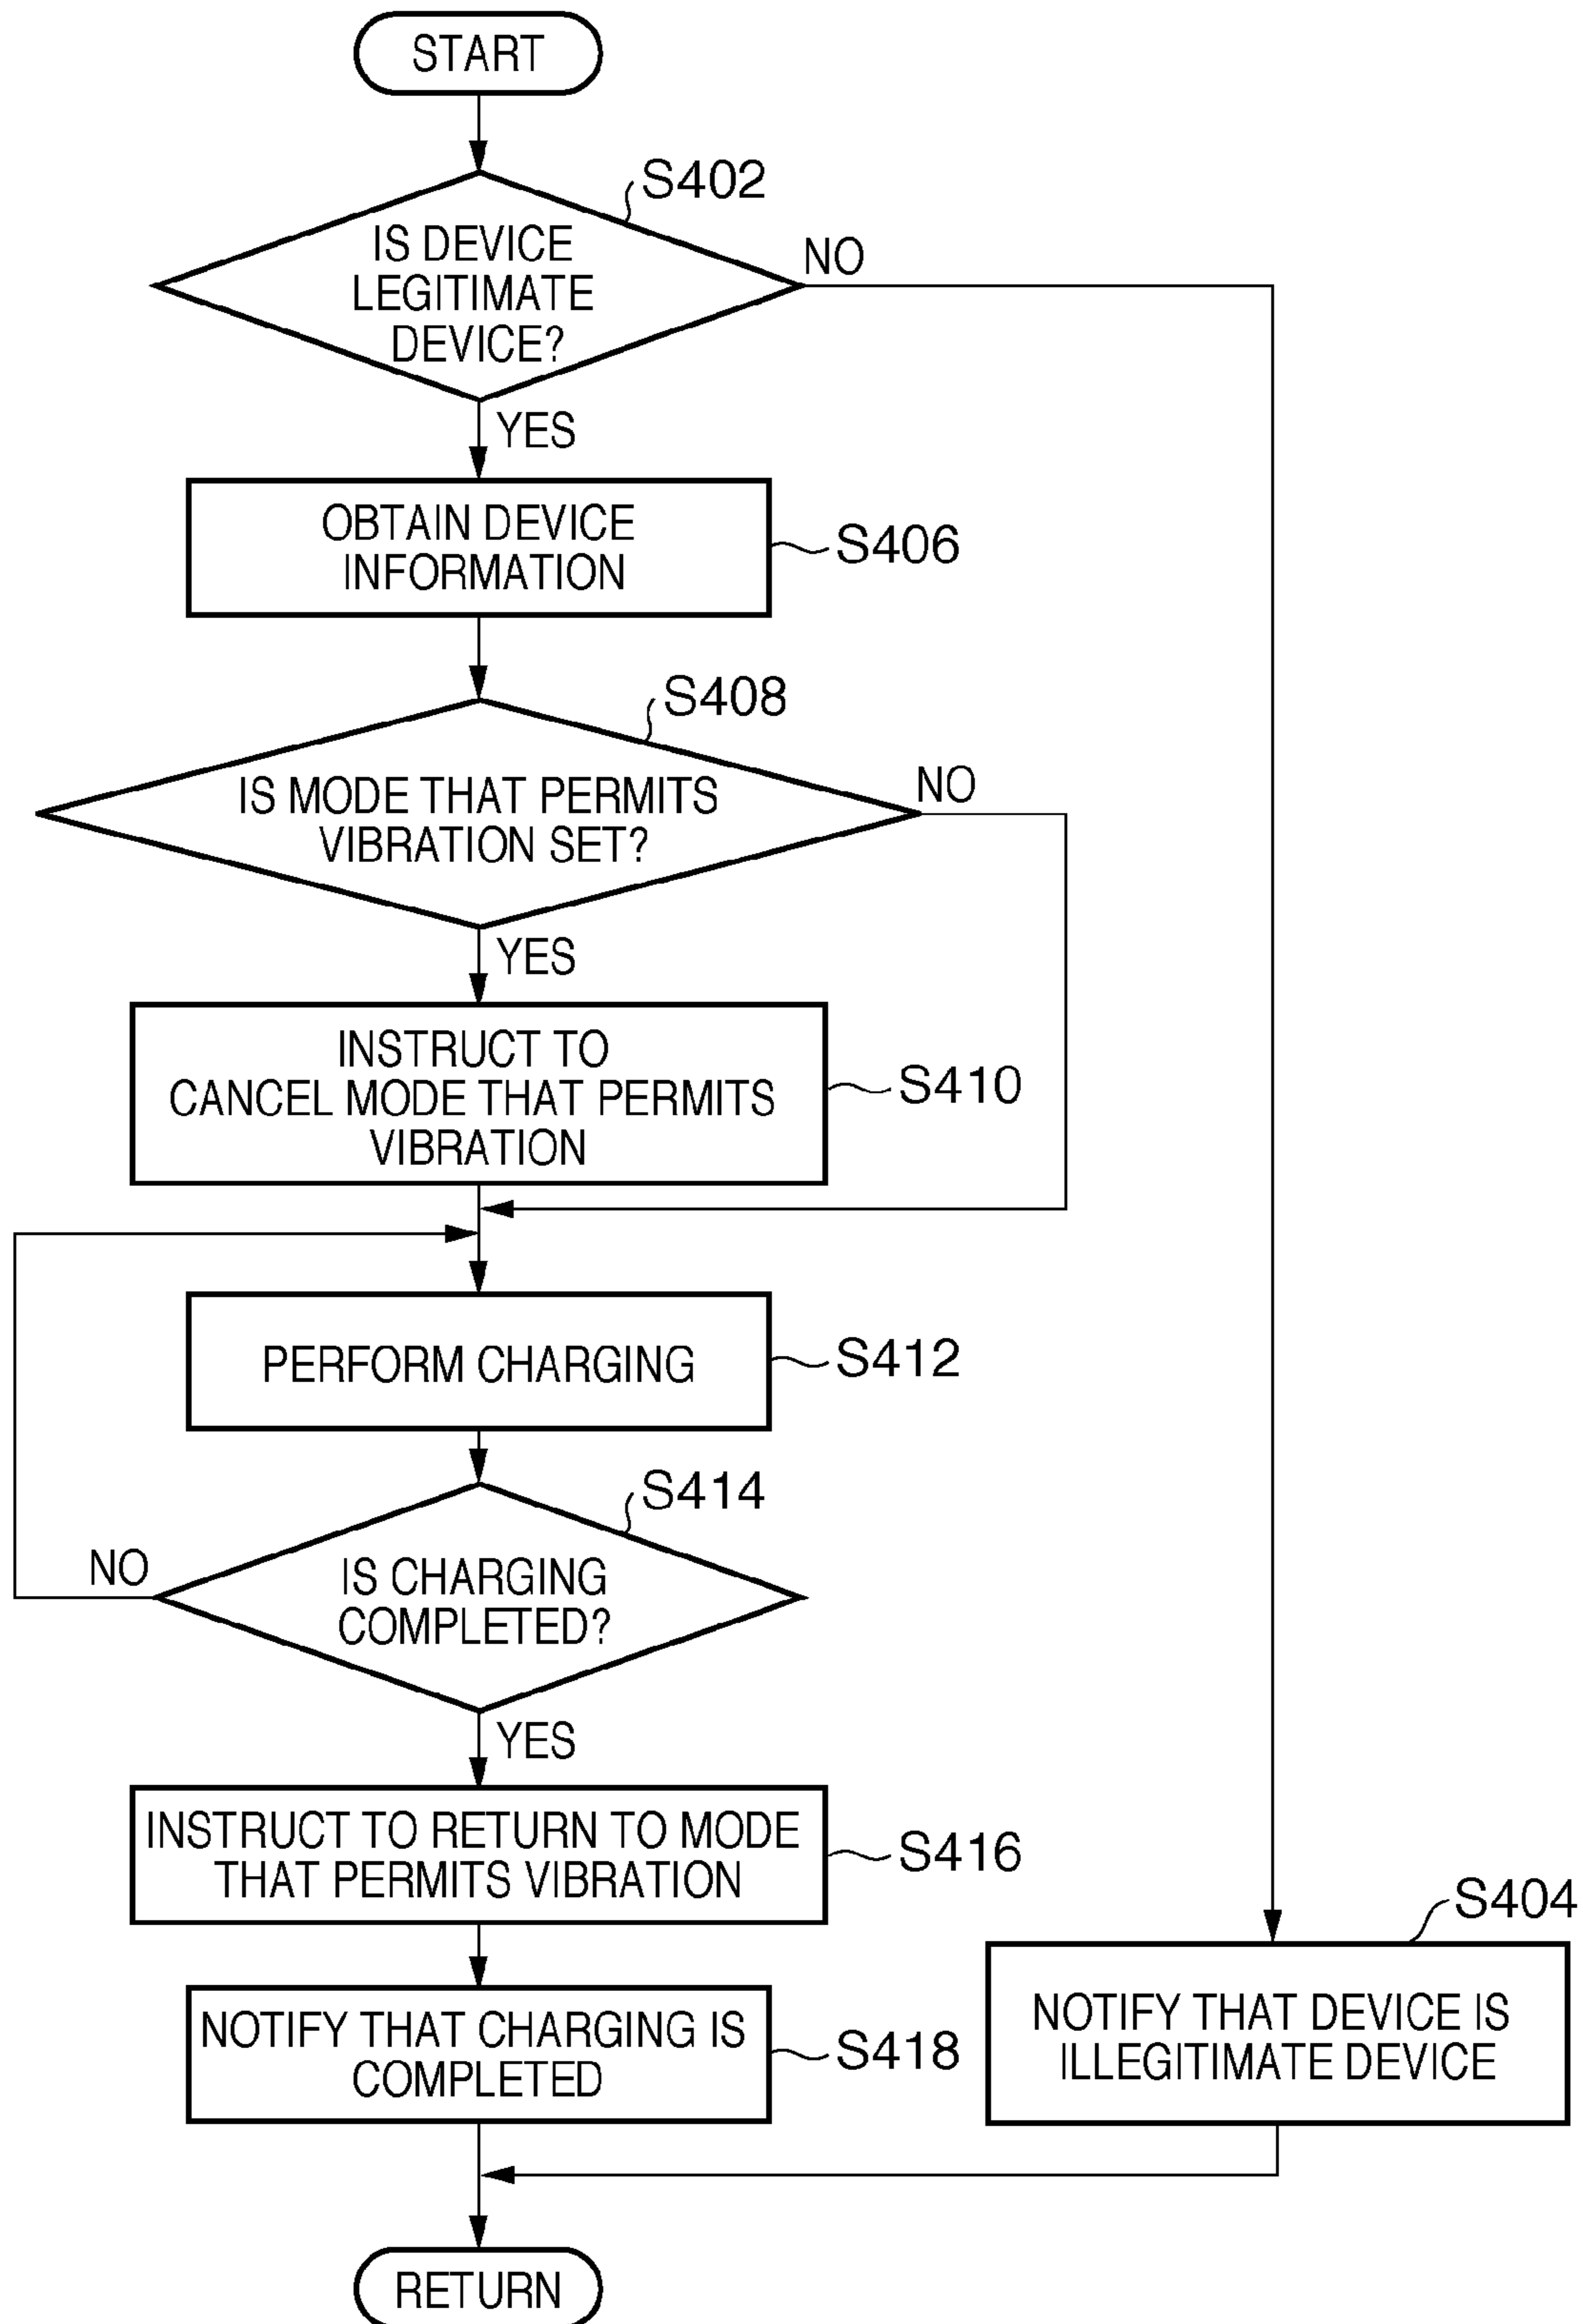 START
S402
IS DEVICE
LEGITIMATE
DEVICE?
NO
YES
OBTAIN DEVICE
INFORMATION
S406
S408
IS MODE THAT PERMITS
VIBRATION SET?
NO
YES
INSTRUCT TO
CANCEL MODE THAT PERMITS
VIBRATION
S410
PERFORM CHARGING
S412
S414
IS CHARGING
COMPLETED?
NO
YES
INSTRUCT TO RETURN TO MODE
THAT PERMITS VIBRATION
S416
S404
NOTIFY THAT DEVICE IS
ILLEGITIMATE DEVICE
NOTIFY THAT CHARGING IS
COMPLETED
S418
RETURN